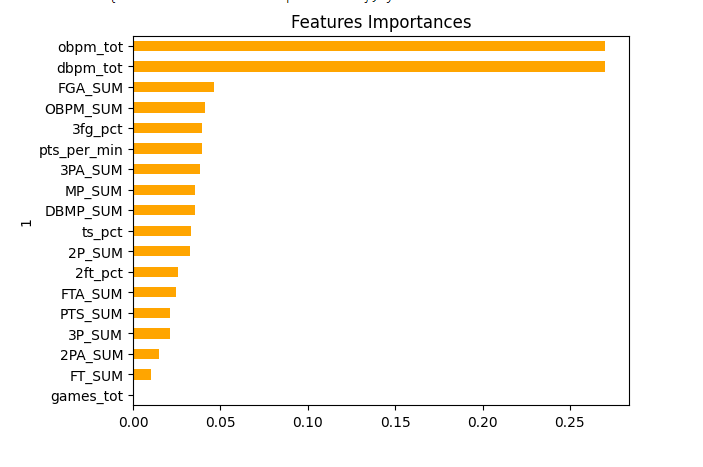 Features Importances
obpm_tot
dbpm_tot
FGA_SUM
OBPM_SUM
3fg_pct
pts_per_min
3PA_SUM
MP_SUM
DBMP_SUM
ts_pct
2P_SUM
2ft_pct
FTA_SUM
PTS_SUM
3P_SUM
2PA_SUM
FT_SUM
games_tot
1
0.00 0.05 0.10 0.15 0.20 0.25